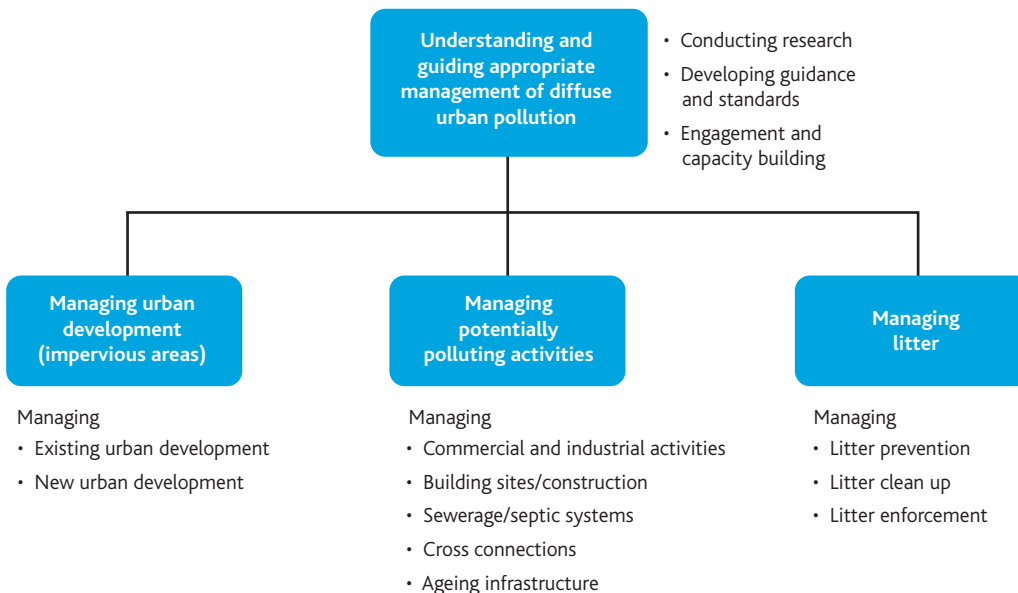 Understanding and
guiding appropriate
management of diffuse
urban pollution
• Conducting research
• Developing guidance
and standards
• Engagement and
capacity building
Managing urban
development
(impervious areas)
Managing
• Existing urban development
• New urban development
Managing
potentially
polluting activities
Managing
• Commercial and industrial activities
• Building sites/construction
• Sewerage/septic systems
• Cross connections
• Ageing infrastructure
Managing
litter
Managing
• Litter prevention
• Litter clean up
• Litter enforcement